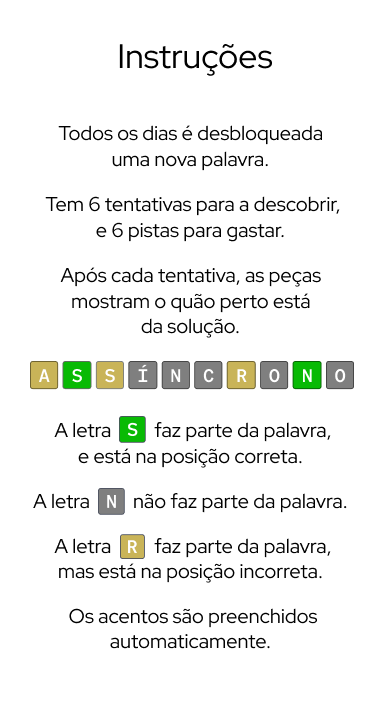 Instruções
Todos os dias é desbloqueada
uma nova palavra.
Tem 6 tentativas para a descobrir,
e 6 pistas para gastar.
Após cada tentativa, as peças
mostram o quão perto está
da solução.
A S S Í N C R O N O
A letra S faz parte da palavra,
e está na posição correta.
A letra N não faz parte da palavra.
A letra R faz parte da palavra,
mas está na posição incorreta.
Os acentos são preenchidos
automaticamente.